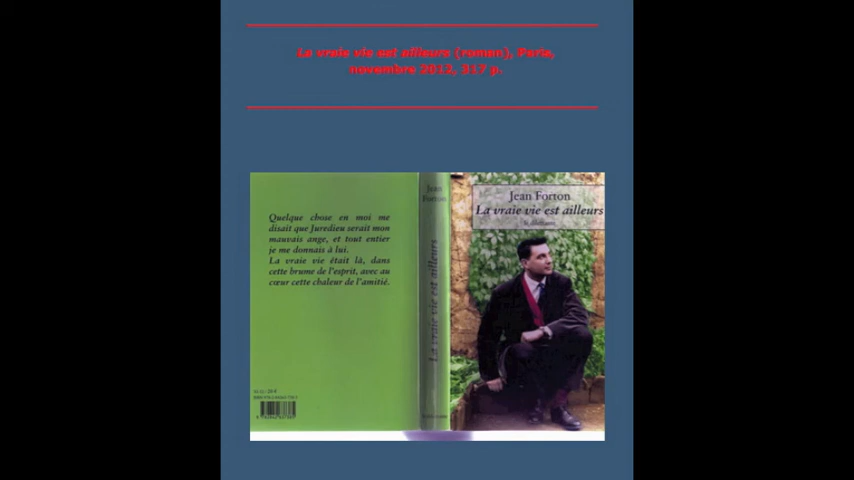 La vraie vie est ailleurs (roman), Paris,
novembre 2012, 317 p.
Quelque chose en moi me
disait que Juredieu serait mon
mauvais ange, et tout entier
je me donnais à lui.
La vraie vie était là, dans
cette brume de l'esprit, avec au
cœur cette chaleur de l'amitié.
Jean
Forton
La vraie vie est ailleurs
Jean Forton
La vraie vie est ailleurs